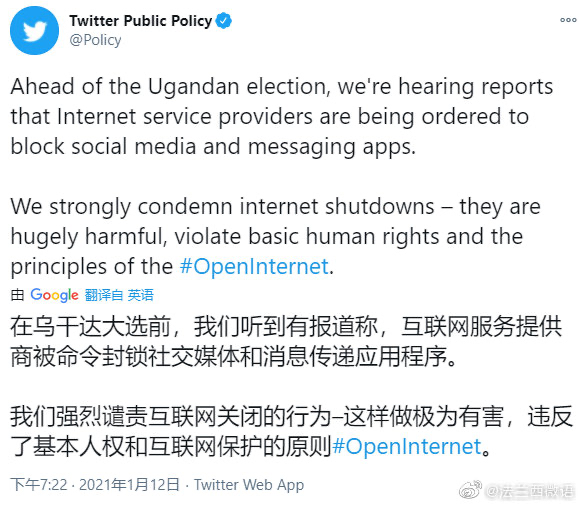 Twitter Public Policy
@Policy
Ahead of the Ugandan election, we're hearing reports
that Internet service providers are being ordered to
block social media and messaging apps.
We strongly condemn internet shutdowns – they are
hugely harmful, violate basic human rights and the
principles of the #OpenInternet.
由 Google 翻译自 英语
在乌干达大选前，我们听到有报道称，互联网服务提供
商被命令封锁社交媒体和消息传递应用程序。
我们强烈谴责互联网关闭的行为–这样做极为有害，违反
了基本人权和互联网保护的原则#OpenInternet。
下午7:22 · 2021年1月12日 · Twitter Web App
@法兰西微语